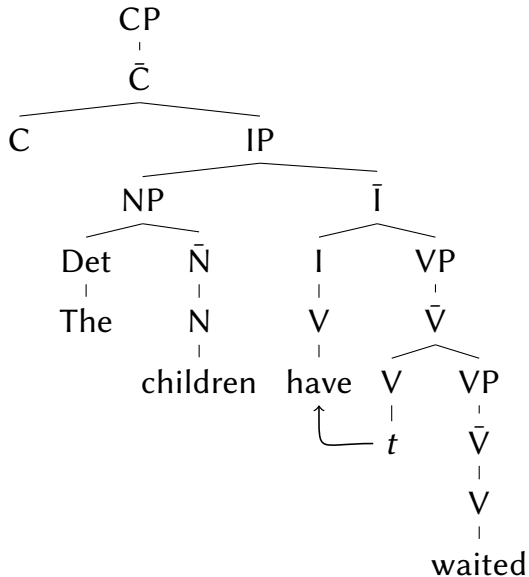 CP
C̄
C IP
NP Ī
Det N̄ I VP
The N V V̄
children have V VP
t V̄
V
waited